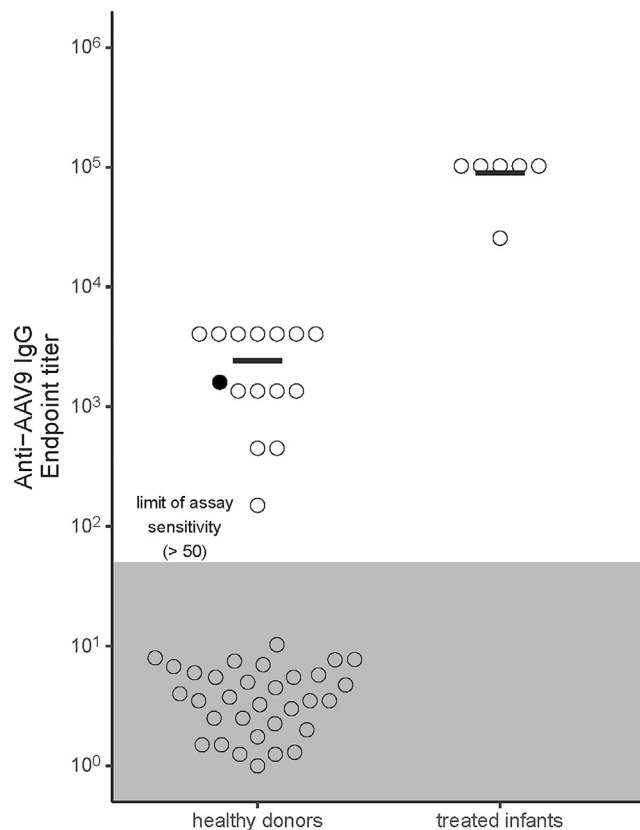 10⁶
10⁵
10⁴
10³
10²
10¹
10⁰
Anti−AAV9 IgG
Endpoint titer
limit of assay
sensitivity
(> 50)
healthy donors
treated infants